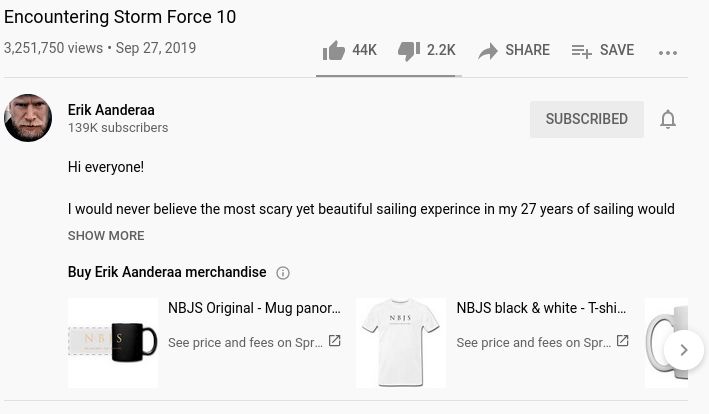 Encountering Storm Force 10
3,251,750 views • Sep 27, 2019
44K 2.2K SHARE SAVE
Erik Aanderaa
139K subscribers
SUBSCRIBED
Hi everyone!
I would never believe the most scary yet beautiful sailing experince in my 27 years of sailing would
SHOW MORE
Buy Erik Aanderaa merchandise
NBJS Original - Mug panor...
See price and fees on Spr...
NBJS black & white - T-shi...
See price and fees on Spr...
NBJS
NBJS